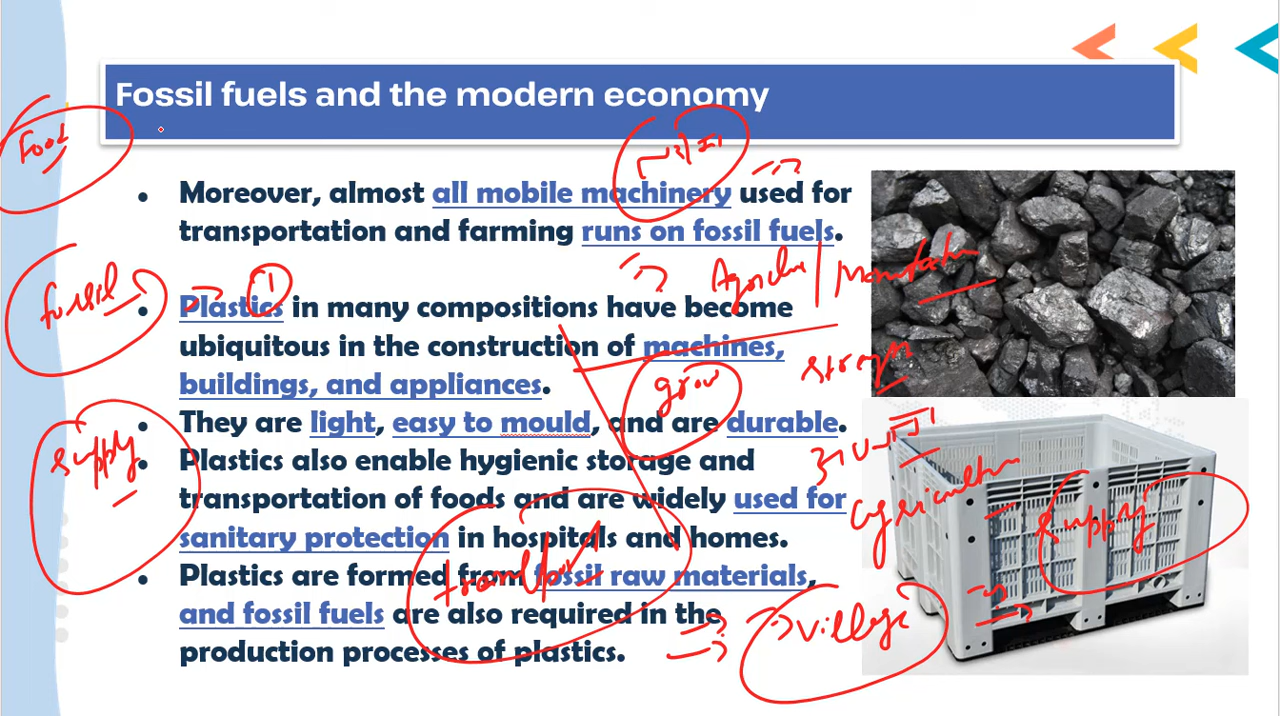 Fossil fuels and the modern economy
Food
• Moreover, almost all mobile machinery used for
transportation and farming runs on fossil fuels.
fossil
• Plastics in many compositions have become
ubiquitous in the construction of machines,
buildings, and appliances.
grow
• They are light, easy to mould, and are durable.
supply
• Plastics also enable hygienic storage and
transportation of foods and are widely used for
sanitary protection in hospitals and homes.
agriculture
supply
• Plastics are formed from fossil raw materials,
and fossil fuels are also required in the
production processes of plastics.
transport
village